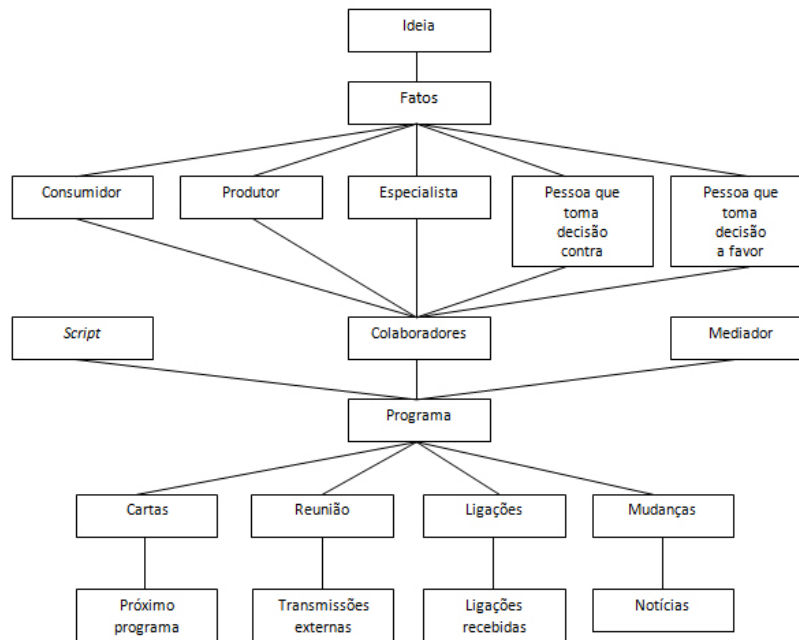 Ideia
Fatos
Consumidor
Produtor
Especialista
Pessoa que
toma
decisão
contra
Pessoa que
toma
decisão
a favor
Script
Colaboradores
Mediador
Programa
Cartas
Reunião
Ligações
Mudanças
Próximo
programa
Transmissões
externas
Ligações
recebidas
Notícias